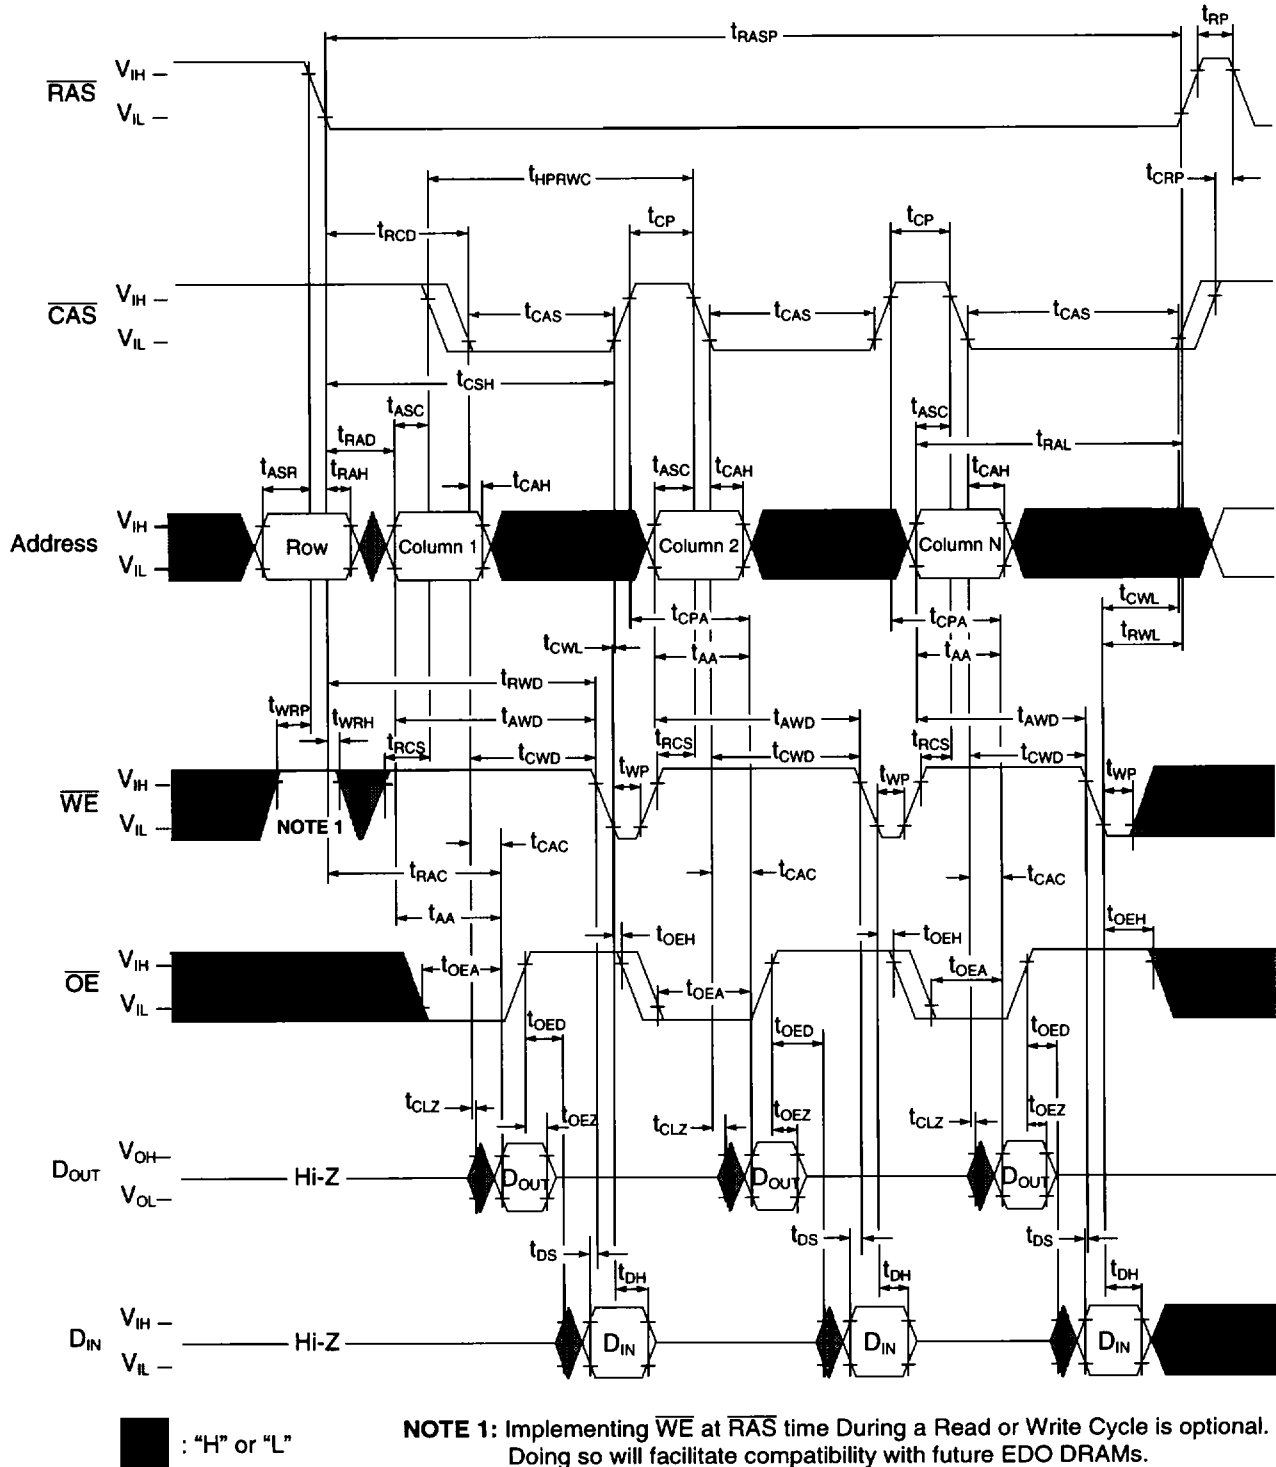 tRASP
tRP
RAS
VIH
VIL
tHPRWC
tCRP
tRCD
tCP
tCP
CAS
VIH
VIL
tCAS
tCAS
tCAS
tCSH
tASC
tASC
tRAD
tRAL
tASR
tRAH
tCAH
tASC
tCAH
tCAH
Address
VIH
VIL
Row
Column 1
Column 2
Column N
tCPA
tCPA
tCWL
tCWL
tRWL
tAA
tAA
tRWD
tWRP
tWRH
tAWD
tAWD
tAWD
tRCS
tCWD
tRCS
tCWD
tRCS
tCWD
tWP
tWP
tWP
WE
VIH
VIL
NOTE 1
tCAC
tRAC
tCAC
tCAC
tAA
tOEH
tOEH
tOEH
OE
VIH
VIL
tOEA
tOEA
tOEA
tOED
tOED
tOED
tCLZ
tOEZ
tCLZ
tOEZ
tCLZ
tOEZ
DOUT
VOH
VOL
Hi-Z
DOUT
DOUT
DOUT
tDS
tDS
tDS
tDH
tDH
tDH
DIN
VIH
VIL
Hi-Z
DIN
DIN
DIN
: “H” or “L”
NOTE 1: Implementing WE at RAS time During a Read or Write Cycle is optional.
Doing so will facilitate compatibility with future EDO DRAMs.